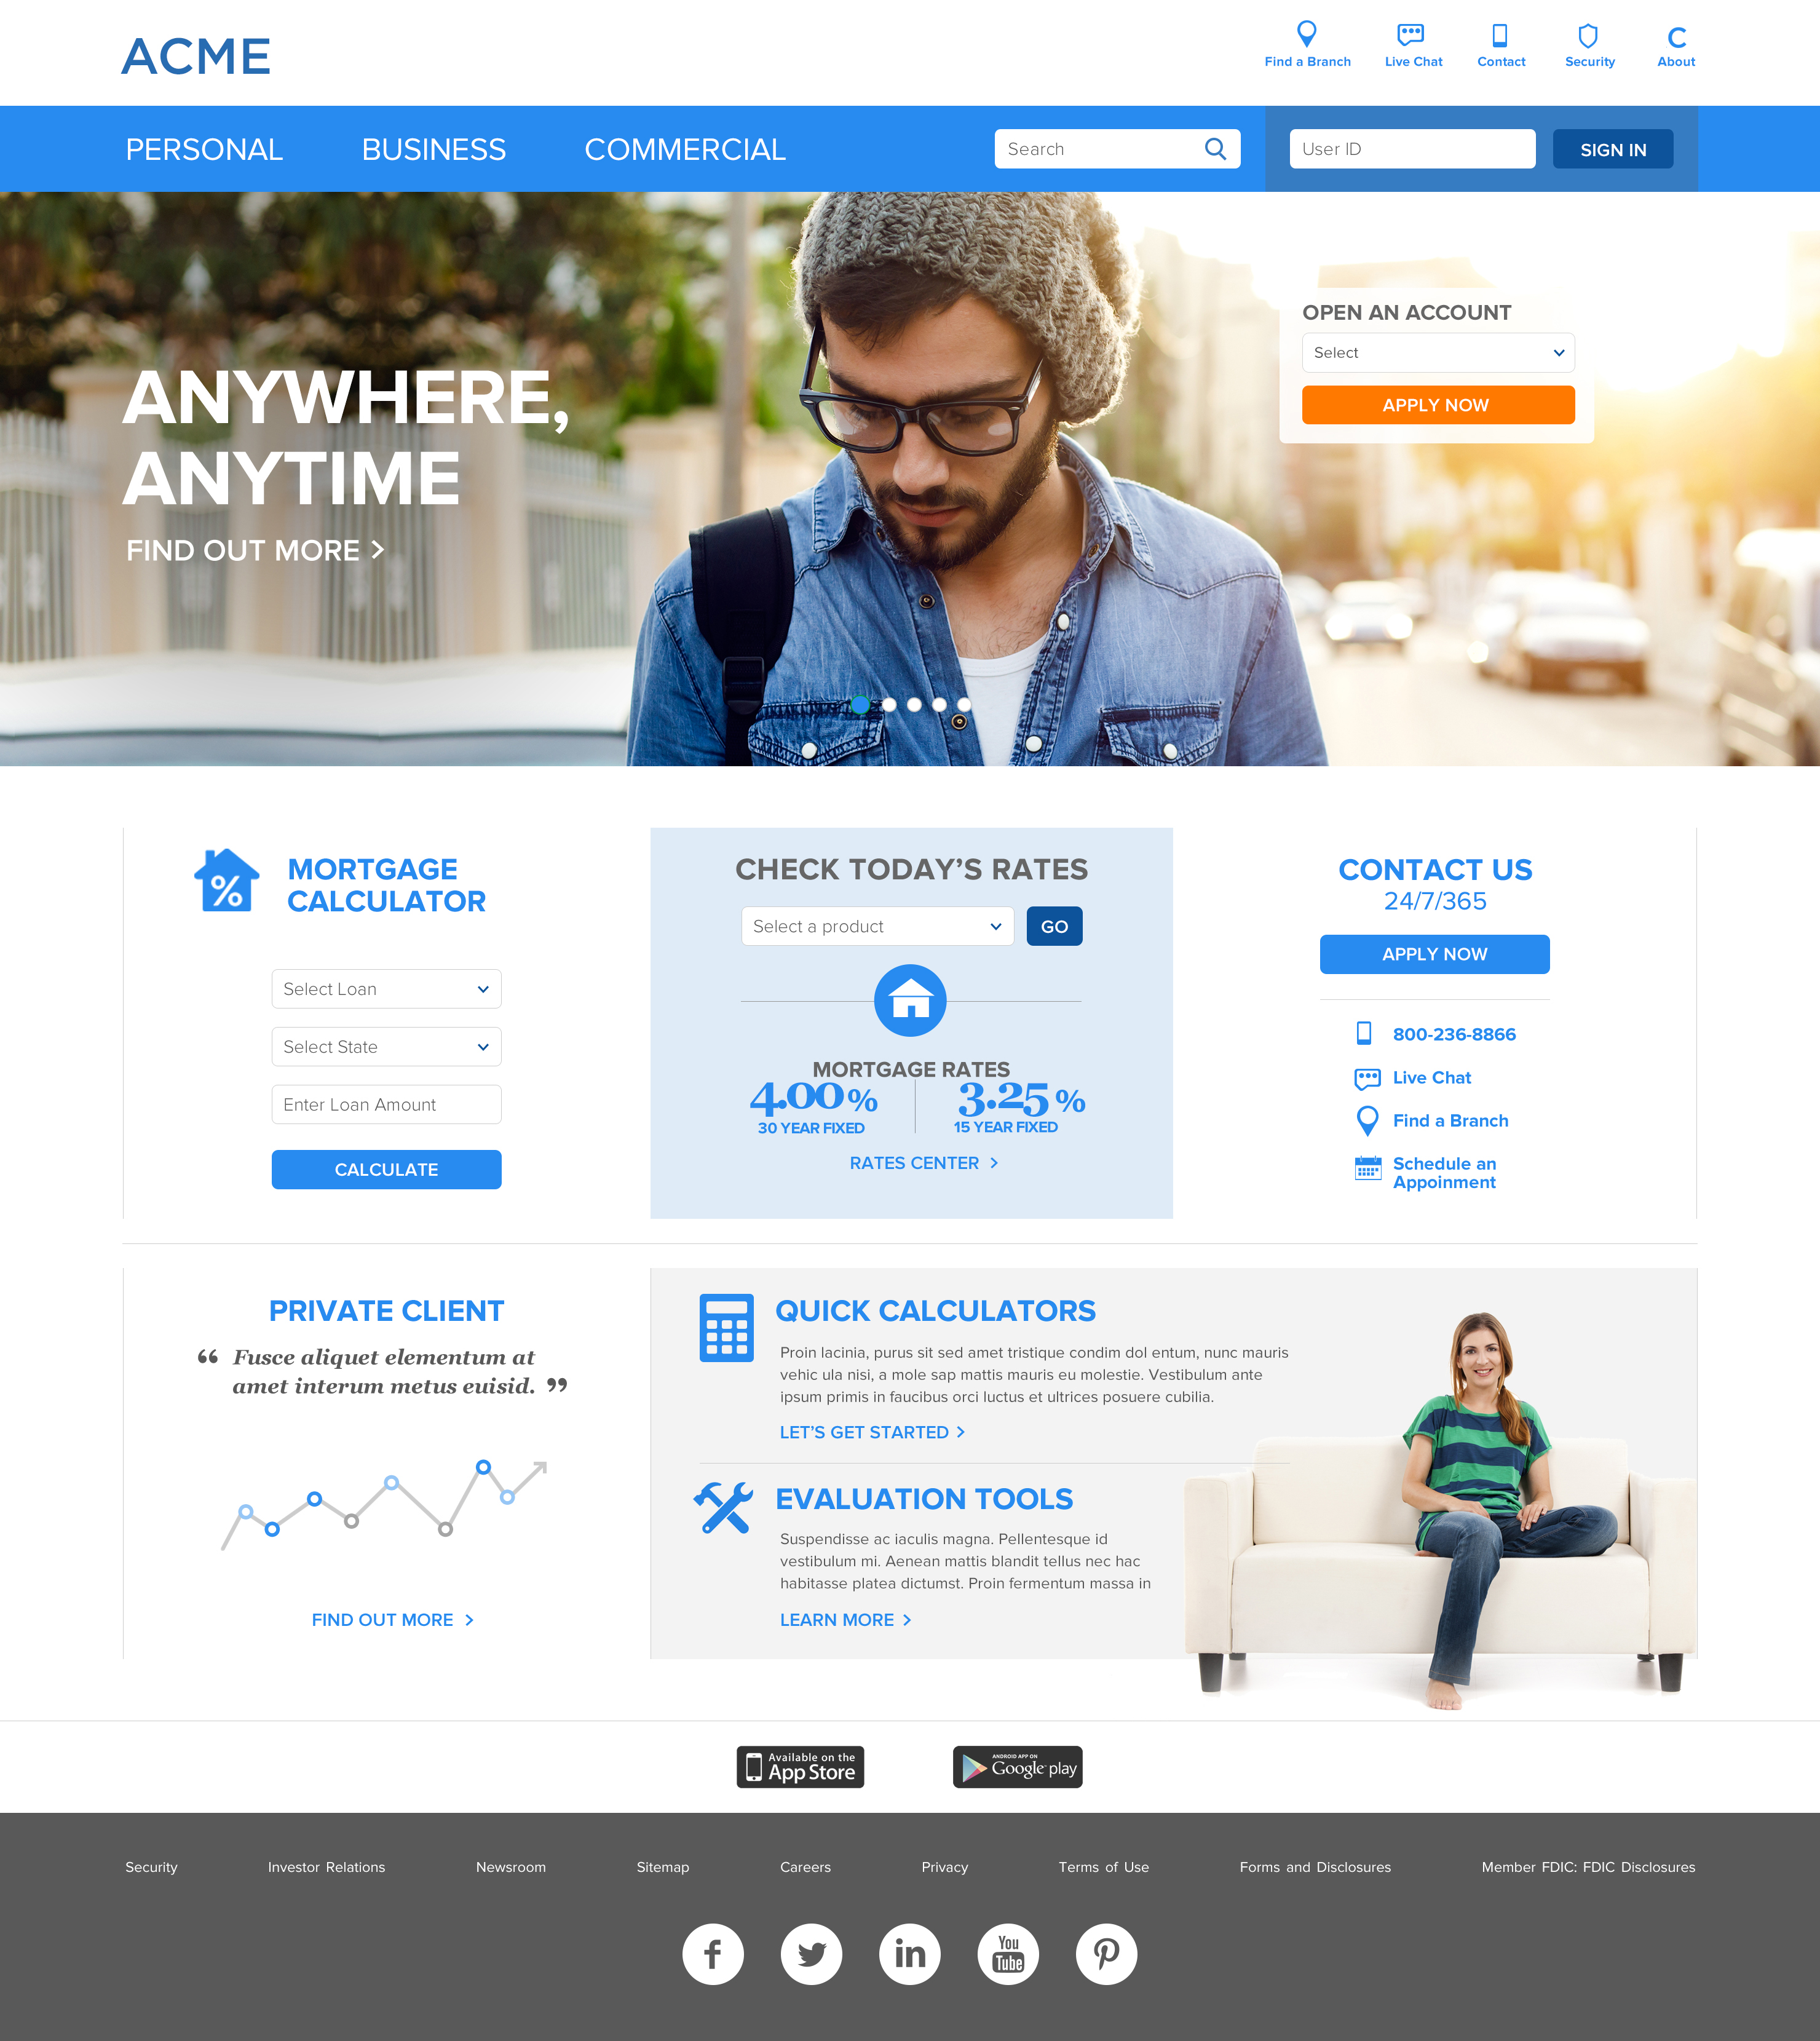 ACME
Find a Branch
Live Chat
Contact
Security
C
About
PERSONAL
BUSINESS
COMMERCIAL
Search
User ID
SIGN IN
ANYWHERE,
ANYTIME
FIND OUT MORE >
OPEN AN ACCOUNT
Select
APPLY NOW
MORTGAGE
CALCULATOR
%
Select Loan
Select State
Enter Loan Amount
CALCULATE
CHECK TODAY’S RATES
Select a product
GO
MORTGAGE RATES
4.00%
30 YEAR FIXED
3.25%
15 YEAR FIXED
RATES CENTER >
CONTACT US
24/7/365
APPLY NOW
800-236-8866
Live Chat
Find a Branch
Schedule an
Appoinment
PRIVATE CLIENT
“ Fusce aliquet elementum at
amet interum metus euisid. ”
FIND OUT MORE >
QUICK CALCULATORS
Proin lacinia, purus sit sed amet tristique condim dol entum, nunc mauris
vehic ula nisi, a mole sap mattis mauris eu molestie. Vestibulum ante
ipsum primis in faucibus orci luctus et ultrices posuere cubilia.
LET’S GET STARTED >
EVALUATION TOOLS
Suspendisse ac iaculis magna. Pellentesque id
vestibulum mi. Aenean mattis blandit tellus nec hac
habitasse platea dictumst. Proin fermentum massa in
LEARN MORE >
Available on the
App Store
ANDROID APP ON
Google play
Security
Investor Relations
Newsroom
Sitemap
Careers
Privacy
Terms of Use
Forms and Disclosures
Member FDIC: FDIC Disclosures
f
in
You
Tube